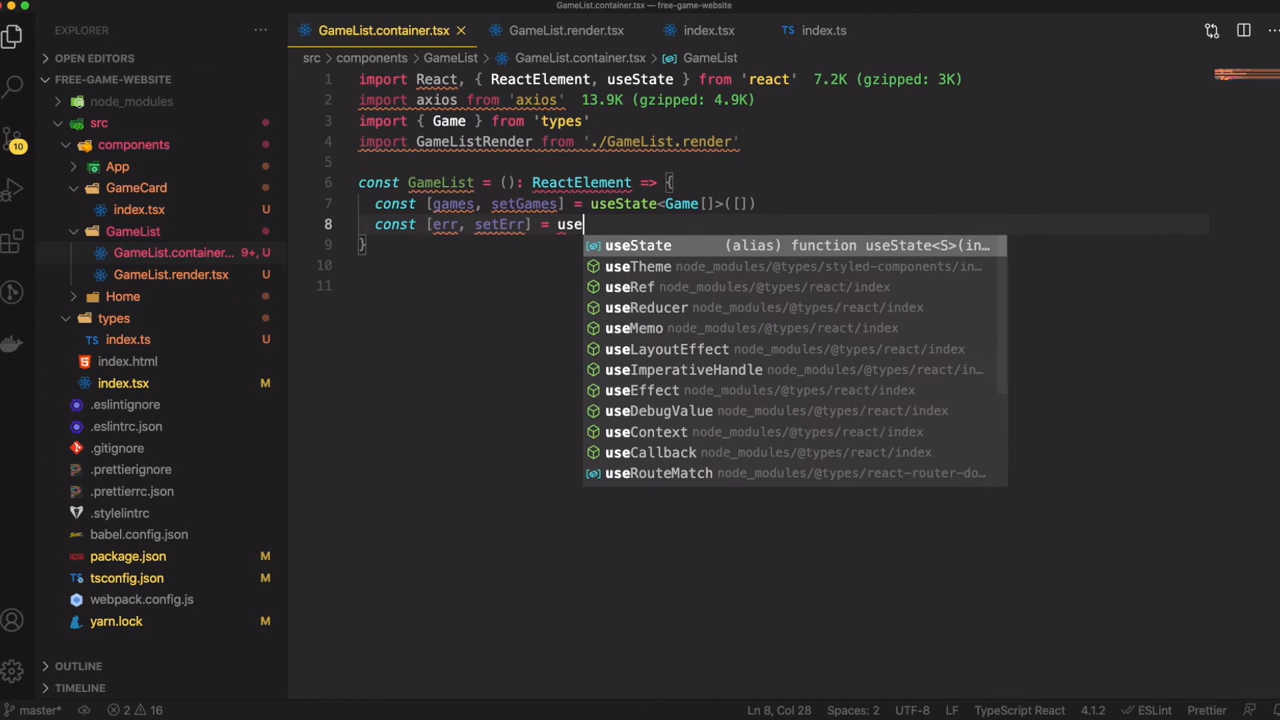 GameList.container.tsx — free-game-website
EXPLORER
OPEN EDITORS
FREE-GAME-WEBSITE
node_modules
src
components
App
GameCard
index.tsx U
GameList
GameList.container... 9+, U
GameList.render.tsx U
Home
types
index.ts U
index.html
index.tsx M
.eslintignore
.eslintrc.json
.gitignore
.prettierignore
.prettierrc.json
.stylelintrc
babel.config.json
package.json M
tsconfig.json M
webpack.config.js
yarn.lock M
OUTLINE
TIMELINE
10
GameList.container.tsx GameList.render.tsx index.tsx index.ts
src components GameList GameList.container.tsx GameList
1 import React, { ReactElement, useState } from 'react' 7.2K (gzipped: 3K)
2 import axios from 'axios' 13.9K (gzipped: 4.9K)
3 import { Game } from 'types'
4 import GameListRender from './GameList.render'
5
6 const GameList = (): ReactElement => {
7 const [games, setGames] = useState<Game[]>([])
8 const [err, setErr] = use
9 }
10
11
useState (alias) function useState<S>(in...
useTheme node_modules/@types/styled-components/in...
useRef node_modules/@types/react/index
useReducer node_modules/@types/react/index
useMemo node_modules/@types/react/index
useLayoutEffect node_modules/@types/react/index
useImperativeHandle node_modules/@types/react/in...
useEffect node_modules/@types/react/index
useDebugValue node_modules/@types/react/index
useContext node_modules/@types/react/index
useCallback node_modules/@types/react/index
useRouteMatch node_modules/@types/react-router-do...
master* 2 16 Ln 8, Col 28 Spaces: 2 UTF-8 LF TypeScript React 4.1.2 ESLint Prettier